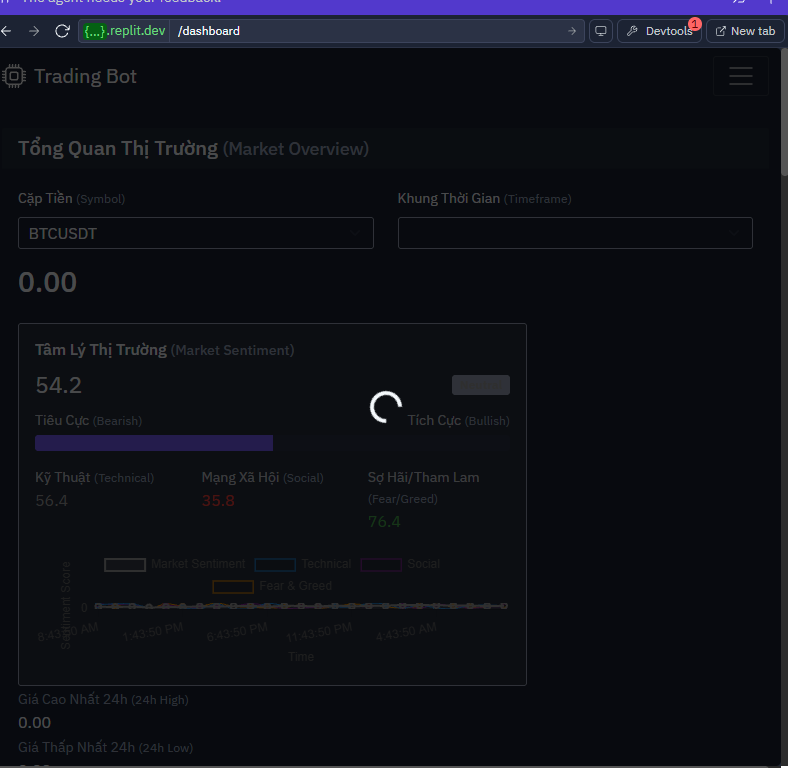 The agent needs your feedback.
{...}.replit.dev /dashboard
Devtools 1
New tab
Trading Bot
Tổng Quan Thị Trường (Market Overview)
Cặp Tiền (Symbol)
Khung Thời Gian (Timeframe)
BTCUSDT
0.00
Tâm Lý Thị Trường (Market Sentiment)
54.2
Tiêu Cực (Bearish)
Tích Cực (Bullish)
Kỹ Thuật (Technical)
Mạng Xã Hội (Social)
Sợ Hãi/Tham Lam
(Fear/Greed)
56.4
35.8
76.4
Market Sentiment
Technical
Social
Fear & Greed
Sentiment Score
0
8:43:50 AM
1:43:50 PM
6:43:50 PM
11:43:50 PM
4:43:50 AM
Time
Giá Cao Nhất 24h (24h High)
0.00
Giá Thấp Nhất 24h (24h Low)